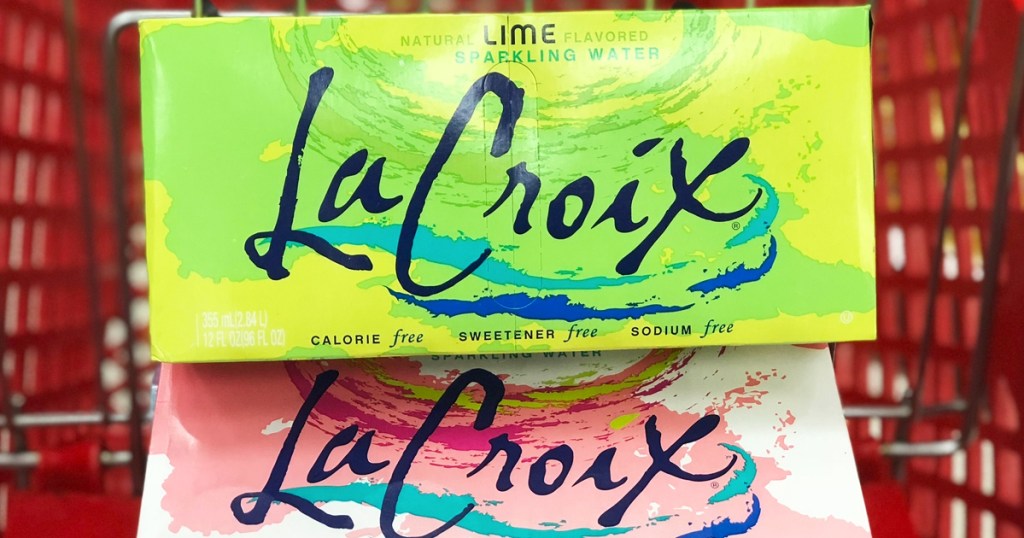 NATURAL LIME FLAVORED
SPARKLING WATER
LaCroix®
355 mL(2.84 L)
12 FL OZ(96 FL OZ)
CALORIE free SWEETENER free SODIUM free
SPARKLING WATER
LaCroix®